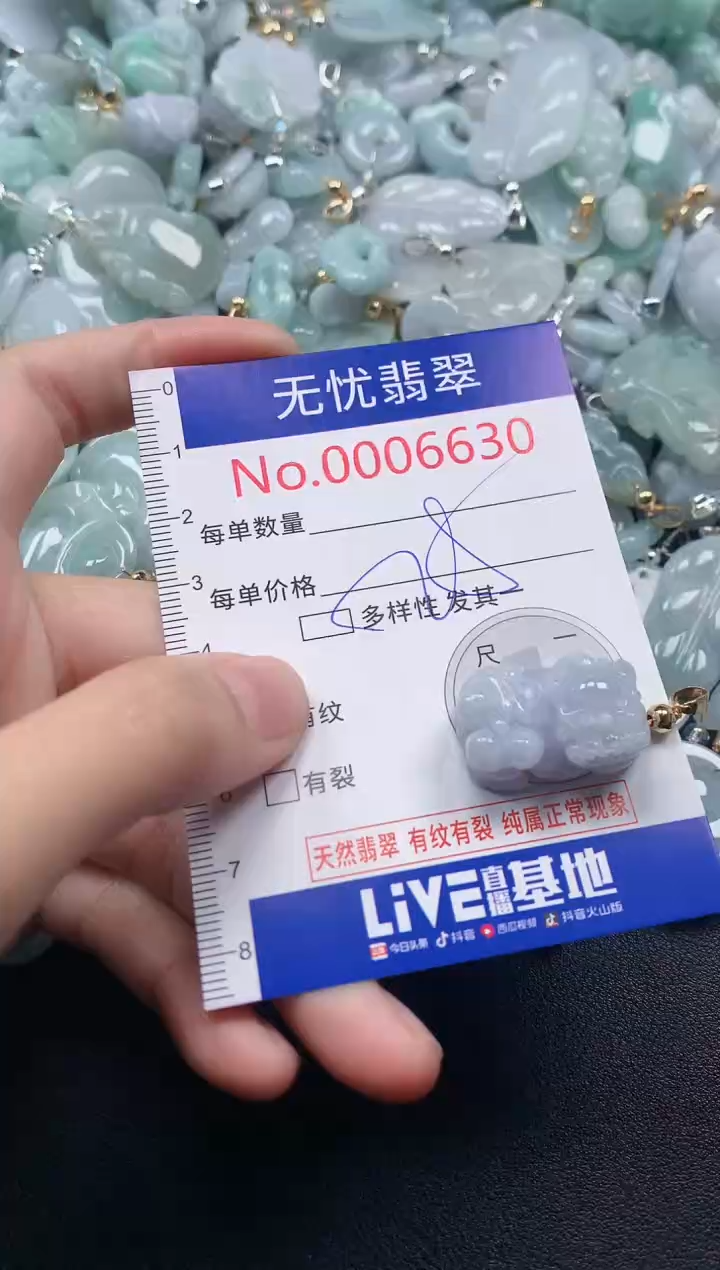 无忧翡翠
No.0006630
每单数量
每单价格
多样性 发其一
尺 一
有纹
有裂
天然翡翠 有纹有裂 纯属正常现象
LiVE直播基地
今日头条 抖音 西瓜视频 抖音火山版
0
1
2
3
4
6
7
8